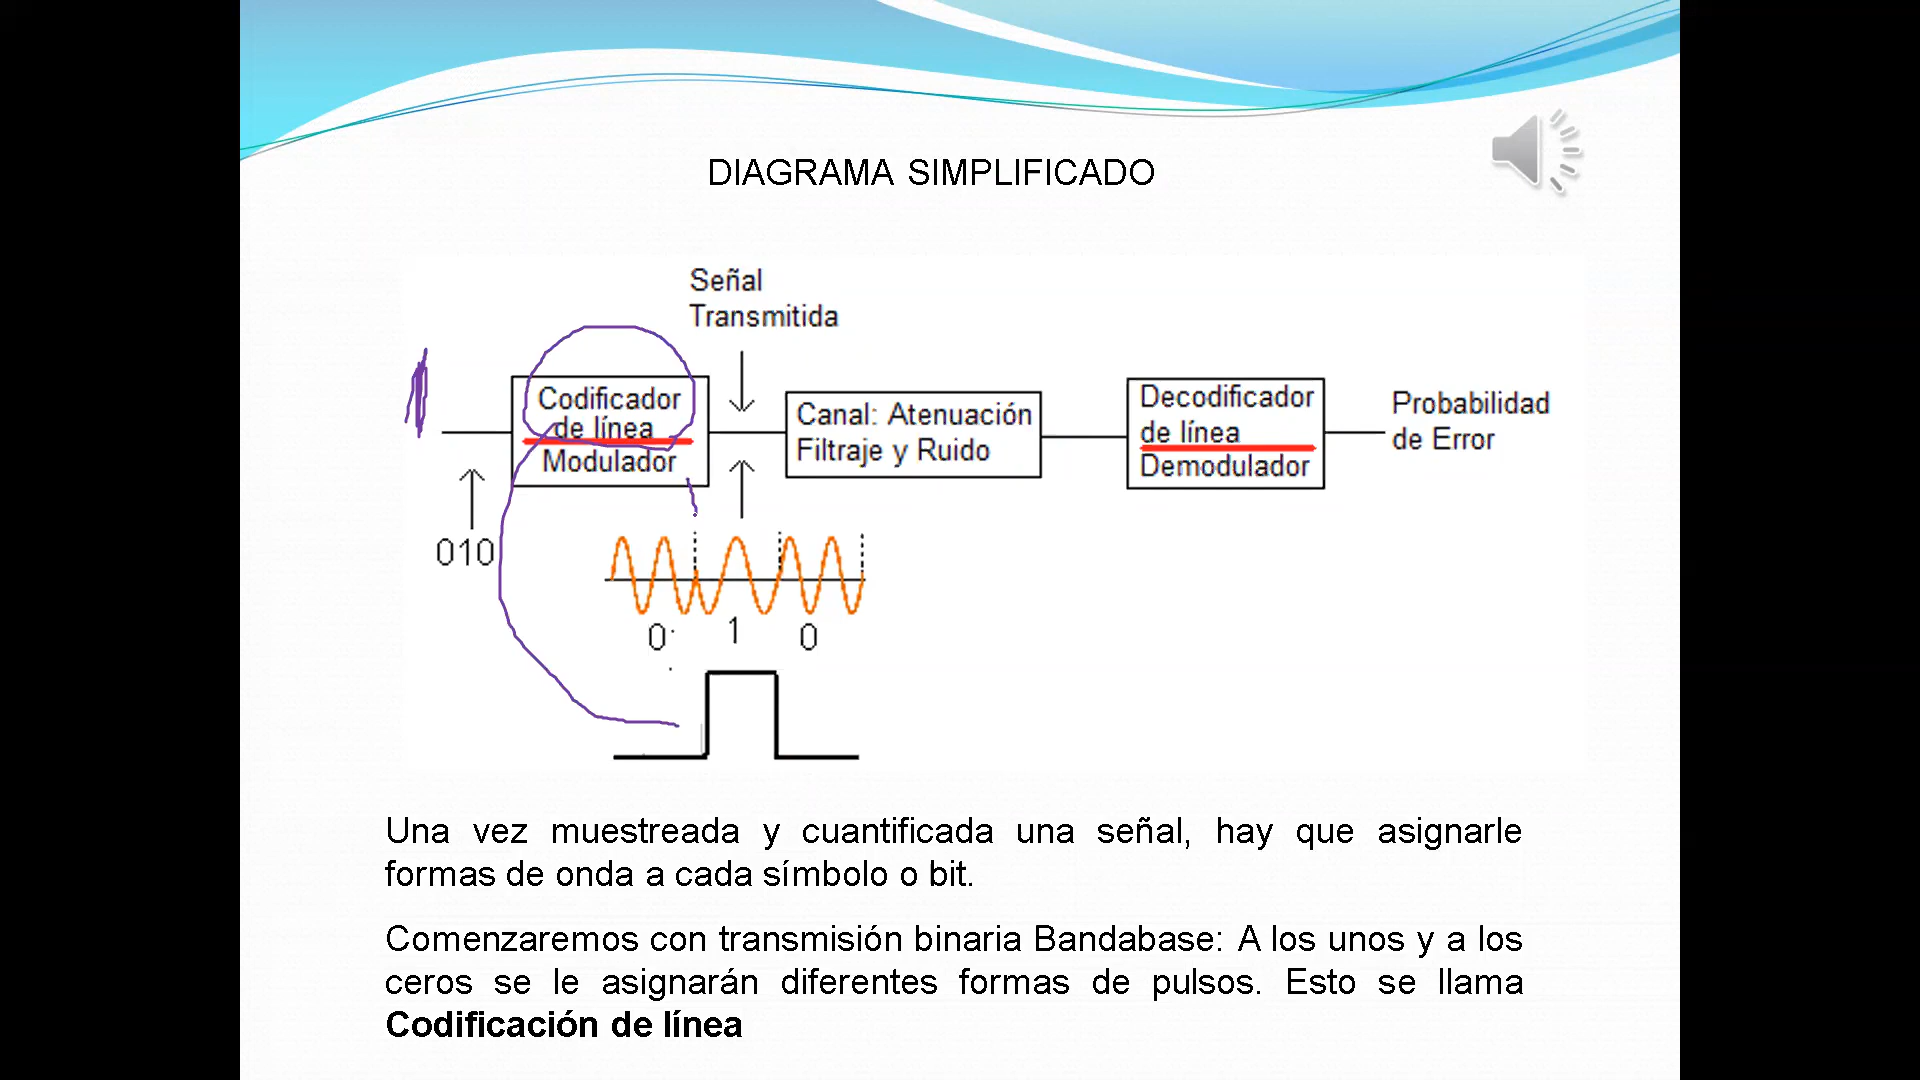 DIAGRAMA SIMPLIFICADO
Señal
Transmitida
Codificador
de línea
Modulador
Canal: Atenuación
Filtraje y Ruido
Decodificador
de línea
Demodulador
Probabilidad
de Error
010
0 1 0
Una vez muestreada y cuantificada una señal, hay que asignarle
formas de onda a cada símbolo o bit.
Comenzaremos con transmisión binaria Bandabase: A los unos y a los
ceros se le asignarán diferentes formas de pulsos. Esto se llama
Codificación de línea